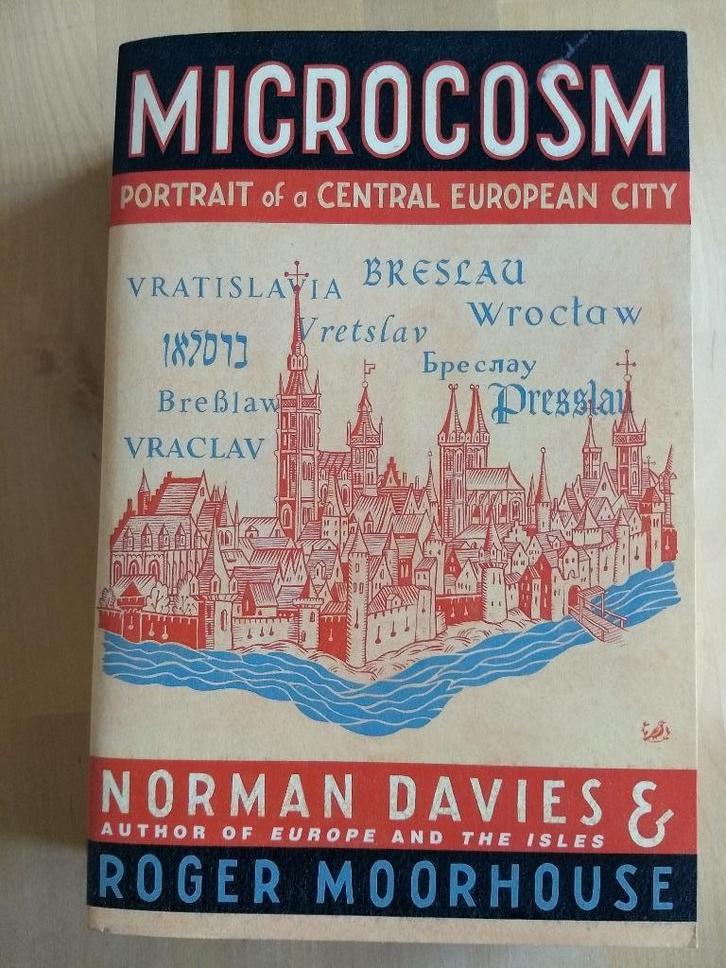 MICROCOSM
PORTRAIT of a CENTRAL EUROPEAN CITY
VRATISLAVIA
BRESLAU
Vretslav
Wrocław
ברסלאו
Бреслау
Breßlaw
Presslau
VRACLAV
NORMAN DAVIES &
AUTHOR OF EUROPE AND THE ISLES
ROGER MOORHOUSE